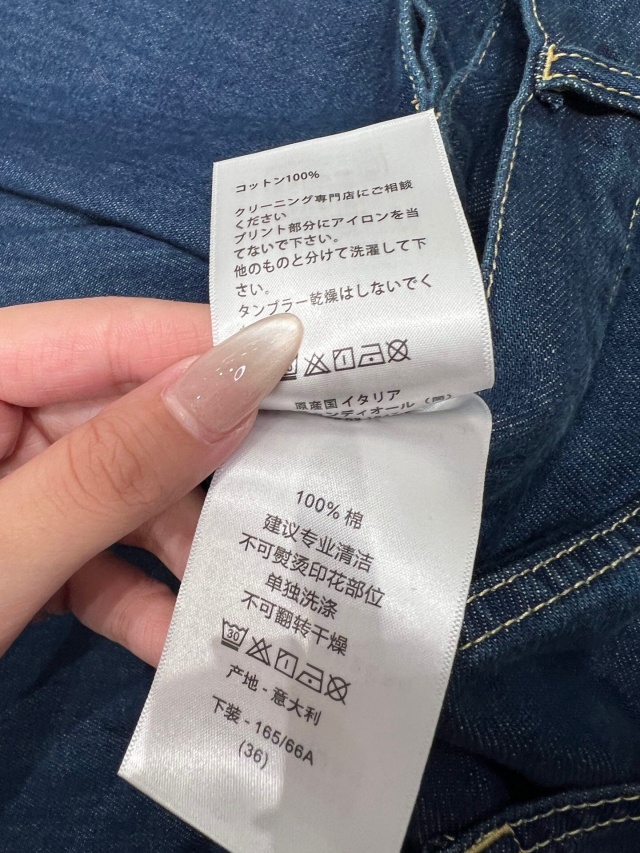 コットン100%
クリーニング専門店にご相談
ください
プリント部分にアイロンを当
てないで下さい。
他のものと分けて洗濯して下
さい。
タンブラー乾燥はしないでく
原産国イタリア
ンディオール
100% 棉
建议专业清洁
不可熨烫印花部位
单独洗涤
不可翻转干燥
30
产地 - 意大利
下装 - 165/66A
(36)